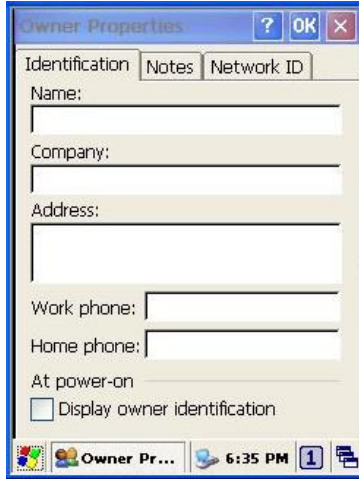 Owner Properties ? OK ×
Identification Notes Network ID
Name:
Company:
Address:
Work phone:
Home phone:
At power-on
Display owner identification
Owner Pr... 6:35 PM 1